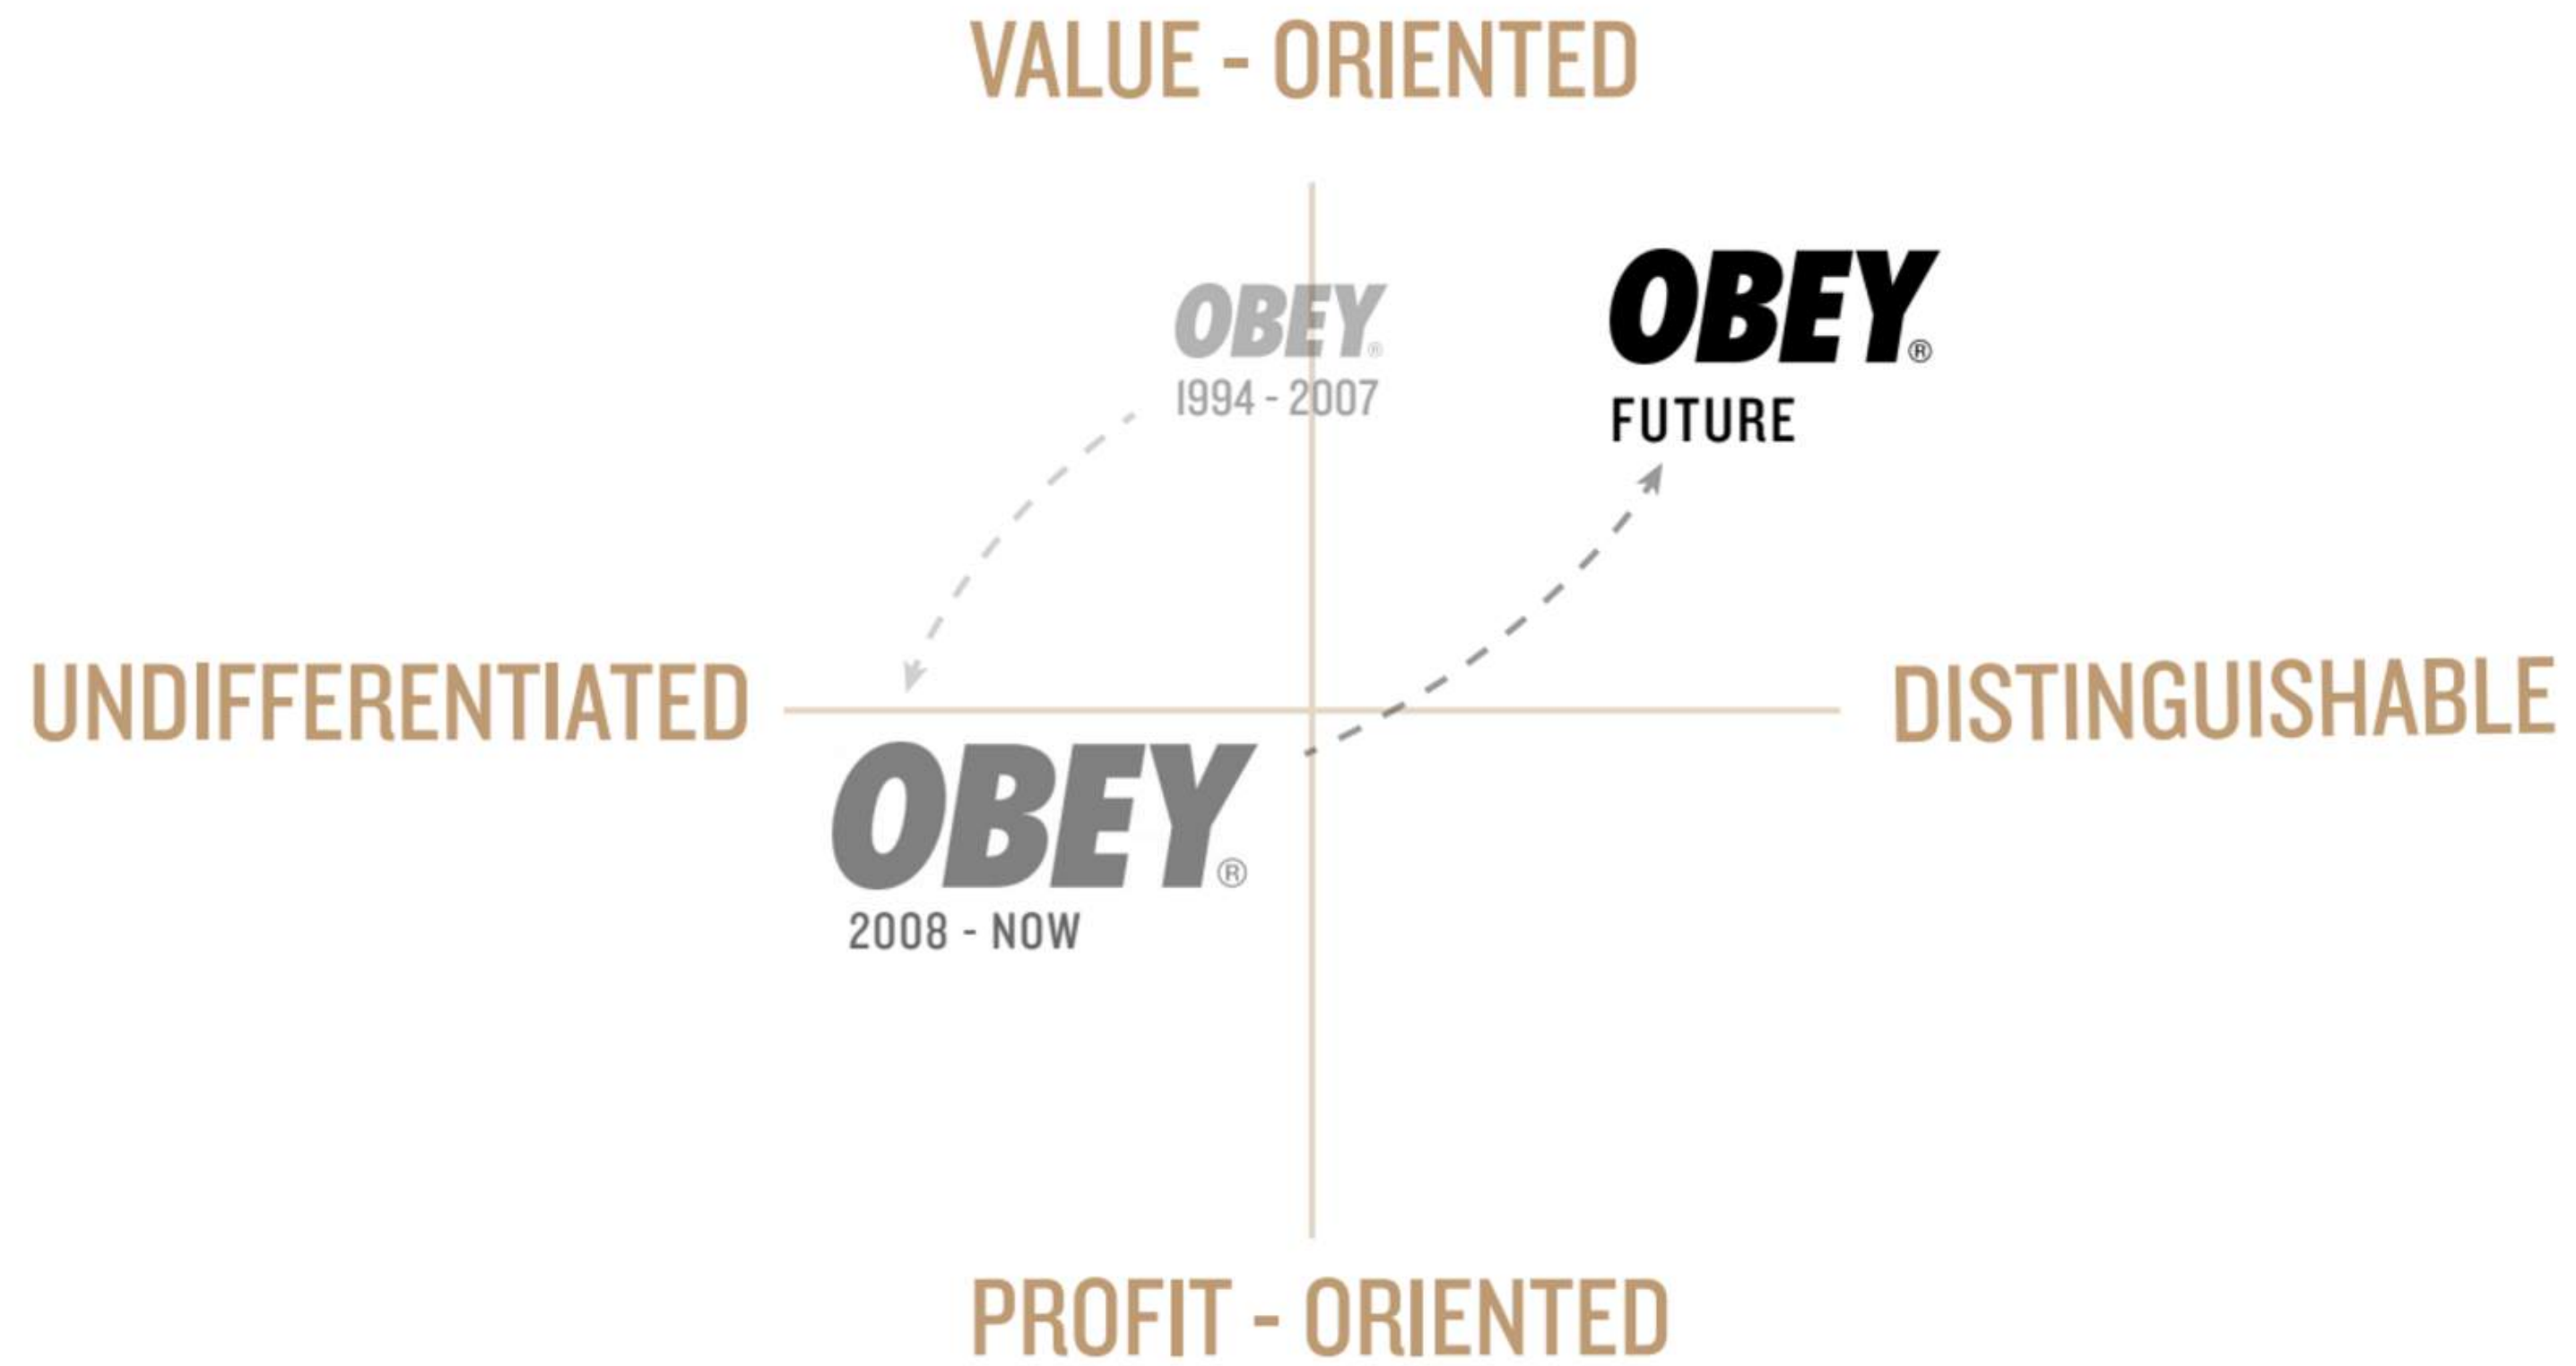 VALUE - ORIENTED
OBEY®
1994 - 2007
OBEY®
FUTURE
UNDIFFERENTIATED
DISTINGUISHABLE
OBEY®
2008 - NOW
PROFIT - ORIENTED